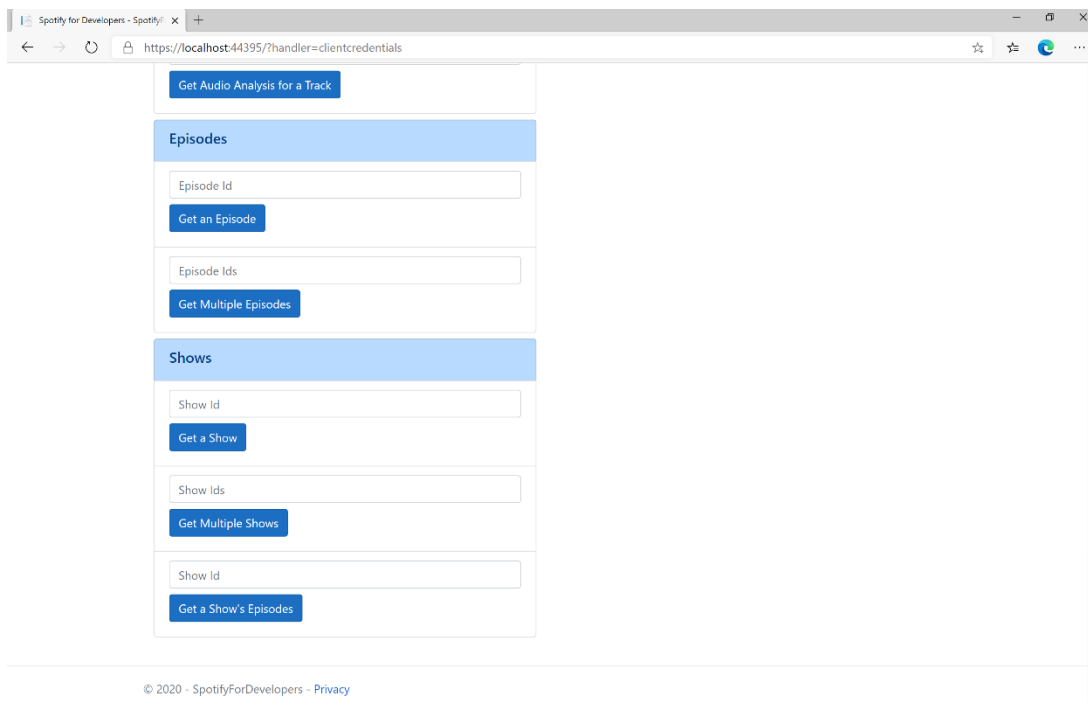 Spotify for Developers - Spotify
https://localhost:44395/?handler=clientcredentials
Get Audio Analysis for a Track
Episodes
Episode Id
Get an Episode
Episode Ids
Get Multiple Episodes
Shows
Show Id
Get a Show
Show Ids
Get Multiple Shows
Show Id
Get a Show's Episodes
© 2020 - SpotifyForDevelopers - Privacy